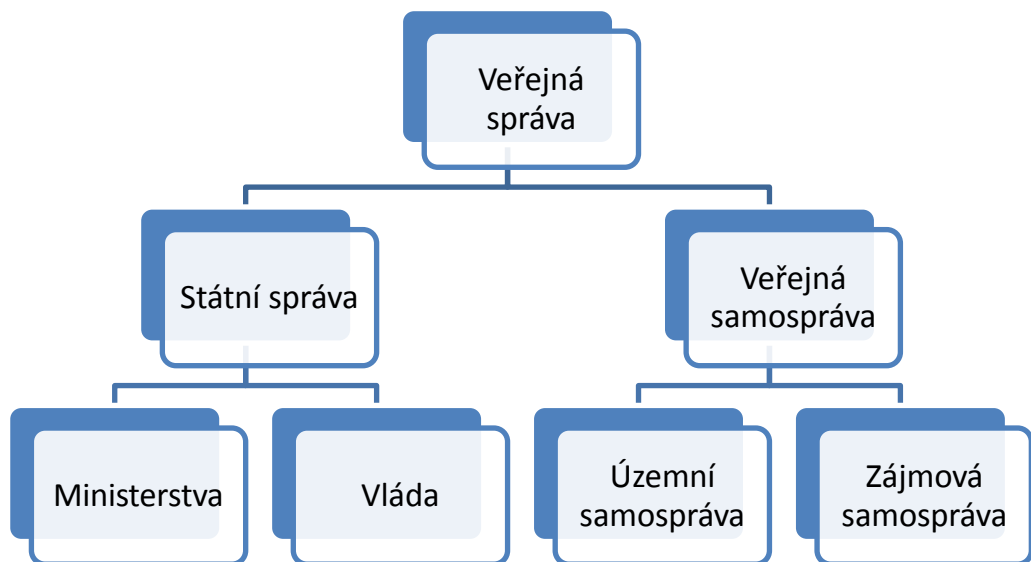 Veřejná
správa
Státní správa
Veřejná
samospráva
Ministerstva
Vláda
Územní
samospráva
Zájmová
samospráva